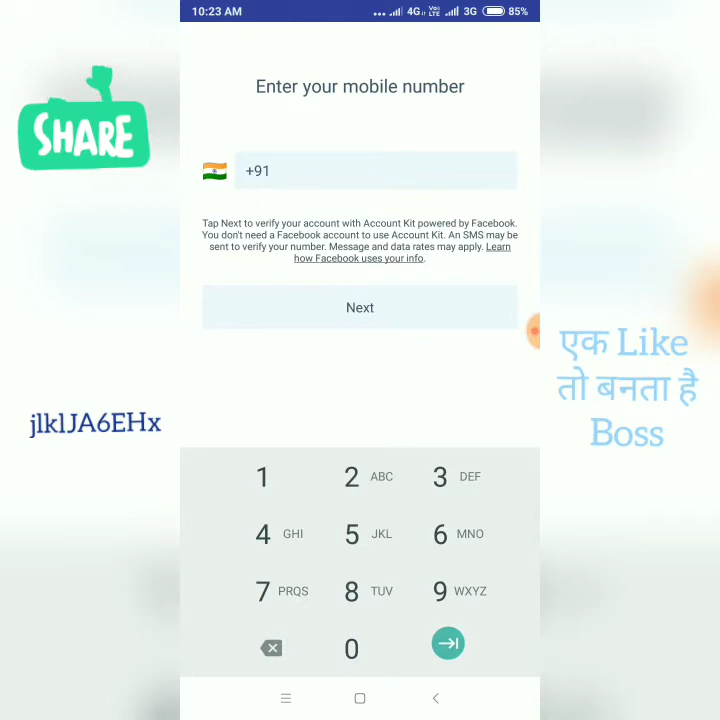 10:23 AM
4G VoLTE 3G 85%
SHARE
Enter your mobile number
+91
Tap Next to verify your account with Account Kit powered by Facebook.
You don't need a Facebook account to use Account Kit. An SMS may be
sent to verify your number. Message and data rates may apply. Learn
how Facebook uses your info.
Next
एक Like
तो बनता है
Boss
jlklJA6EHx
1 2 ABC 3 DEF
4 GHI 5 JKL 6 MNO
7 PRQS 8 TUV 9 WXYZ
0